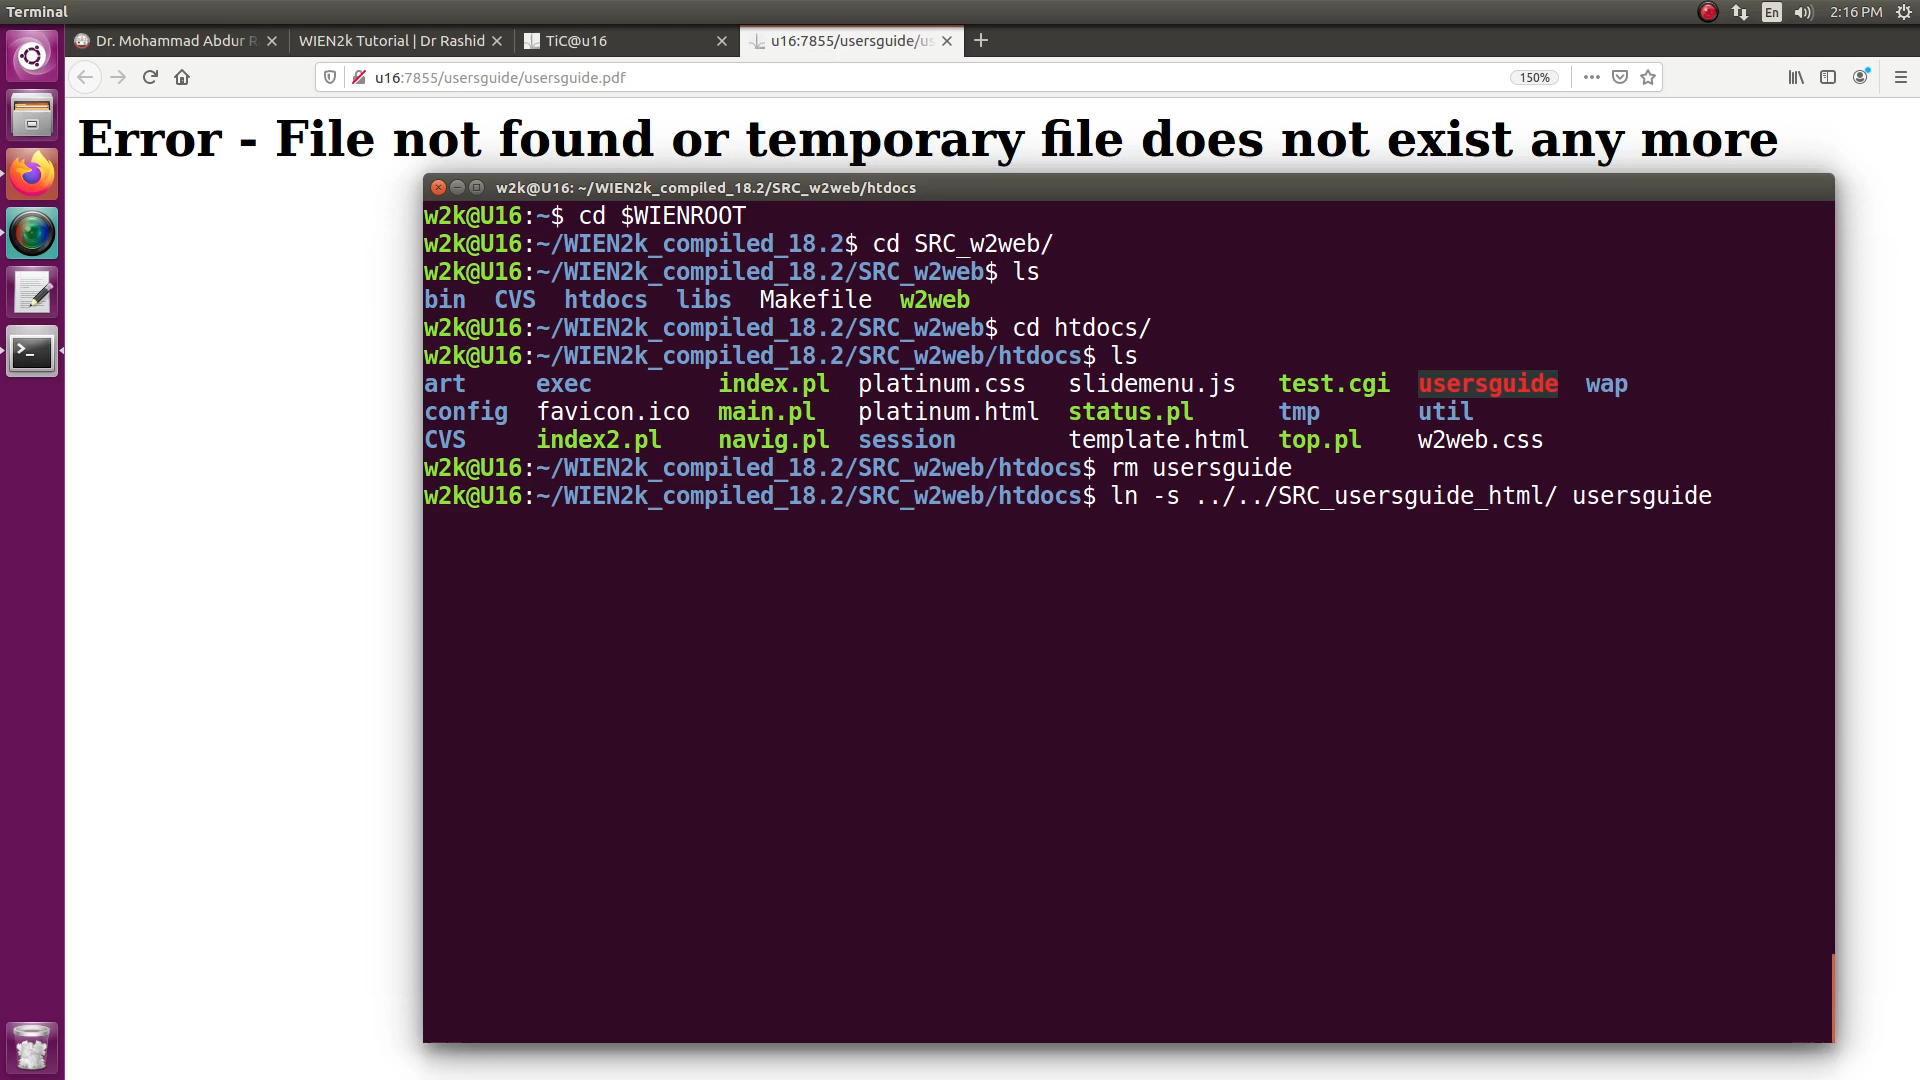 Terminal
En
2:16 PM
Dr. Mohammad Abdur R
WIEN2k Tutorial | Dr Rashid
TiC@u16
u16:7855/usersguide/us
u16:7855/usersguide/usersguide.pdf
150%
Error - File not found or temporary file does not exist any more
w2k@U16: ~/WIEN2k_compiled_18.2/SRC_w2web/htdocs
w2k@U16:~$ cd $WIENROOT
w2k@U16:~/WIEN2k_compiled_18.2$ cd SRC_w2web/
w2k@U16:~/WIEN2k_compiled_18.2/SRC_w2web$ ls
bin  CVS  htdocs  libs  Makefile  w2web
w2k@U16:~/WIEN2k_compiled_18.2/SRC_w2web$ cd htdocs/
w2k@U16:~/WIEN2k_compiled_18.2/SRC_w2web/htdocs$ ls
art     exec         index.pl  platinum.css   slidemenu.js   test.cgi  usersguide  wap
config  favicon.ico  main.pl   platinum.html  status.pl      tmp       util
CVS     index2.pl    navig.pl  session        template.html  top.pl    w2web.css
w2k@U16:~/WIEN2k_compiled_18.2/SRC_w2web/htdocs$ rm usersguide
w2k@U16:~/WIEN2k_compiled_18.2/SRC_w2web/htdocs$ ln -s ../../SRC_usersguide_html/ usersguide